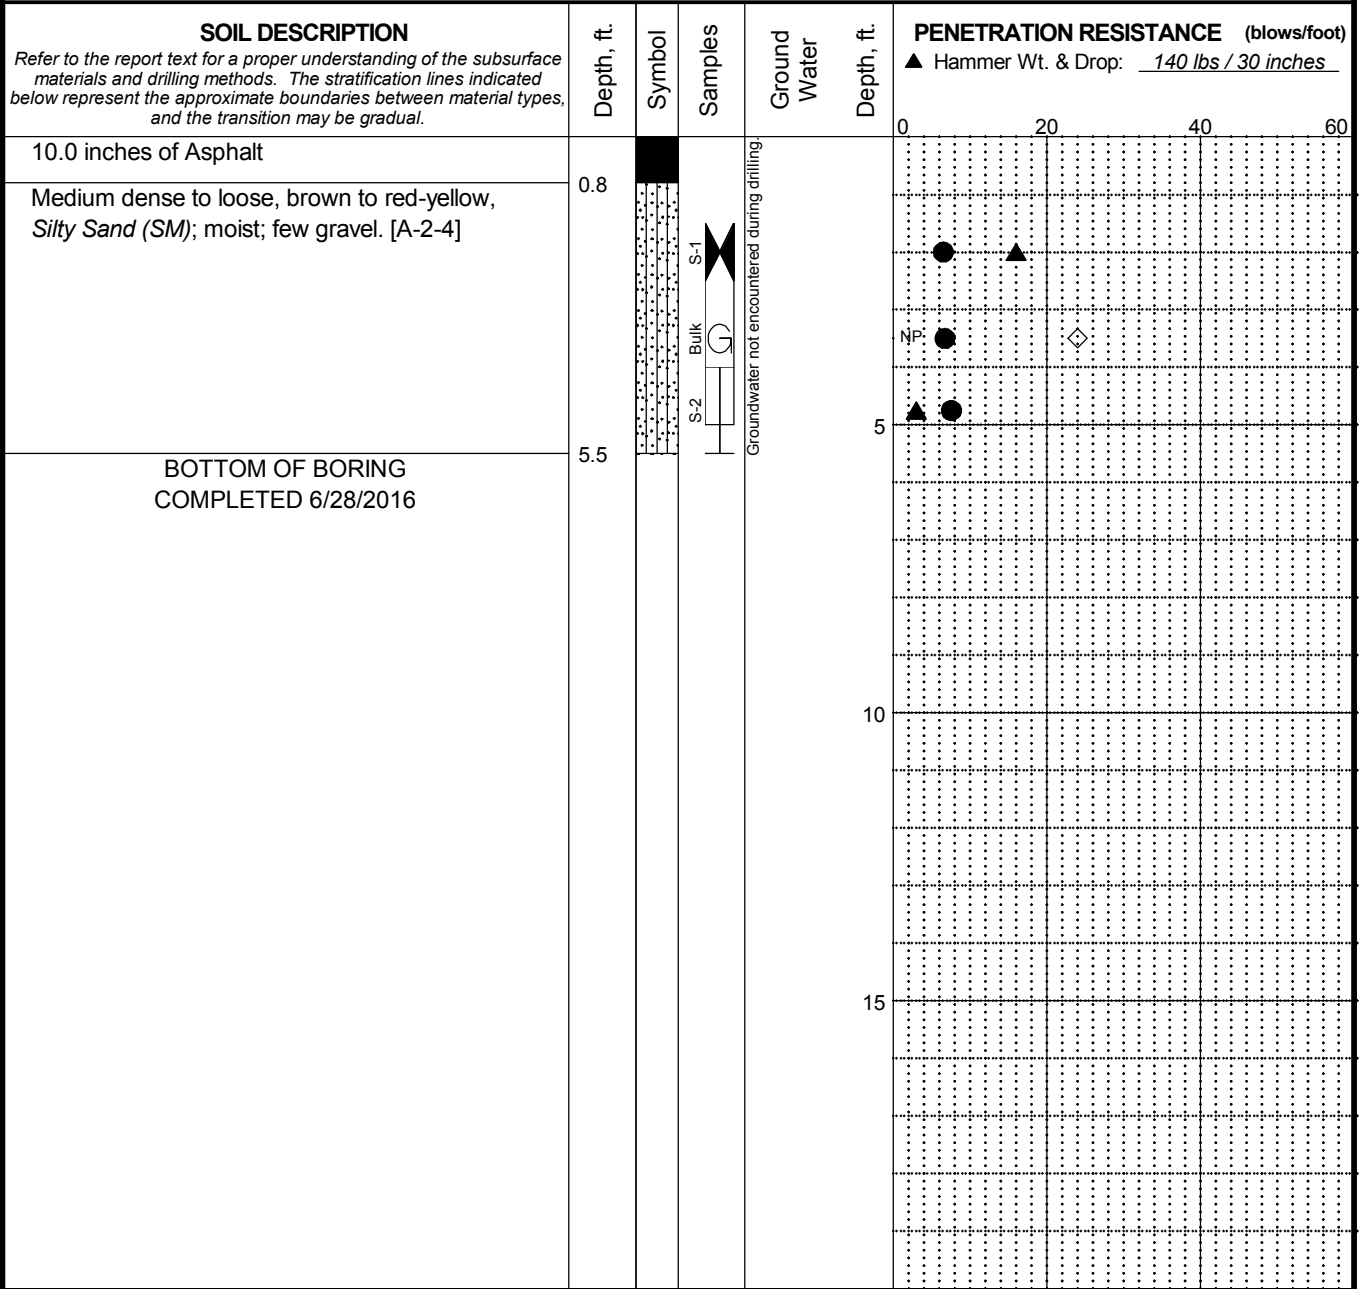 SOIL DESCRIPTION
Refer to the report text for a proper understanding of the subsurface
materials and drilling methods. The stratification lines indicated
below represent the approximate boundaries between material types,
and the transition may be gradual.
Depth, ft.
Symbol
Samples
Ground
Water
Depth, ft.
PENETRATION RESISTANCE (blows/foot)
▲ Hammer Wt. & Drop: 140 lbs / 30 inches
0 20 40 60
10.0 inches of Asphalt
0.8
Medium dense to loose, brown to red-yellow,
Silty Sand (SM); moist; few gravel. [A-2-4]
S-1
Bulk
G
S-2
Groundwater not encountered during drilling.
NP
5
5.5
BOTTOM OF BORING
COMPLETED 6/28/2016
10
15